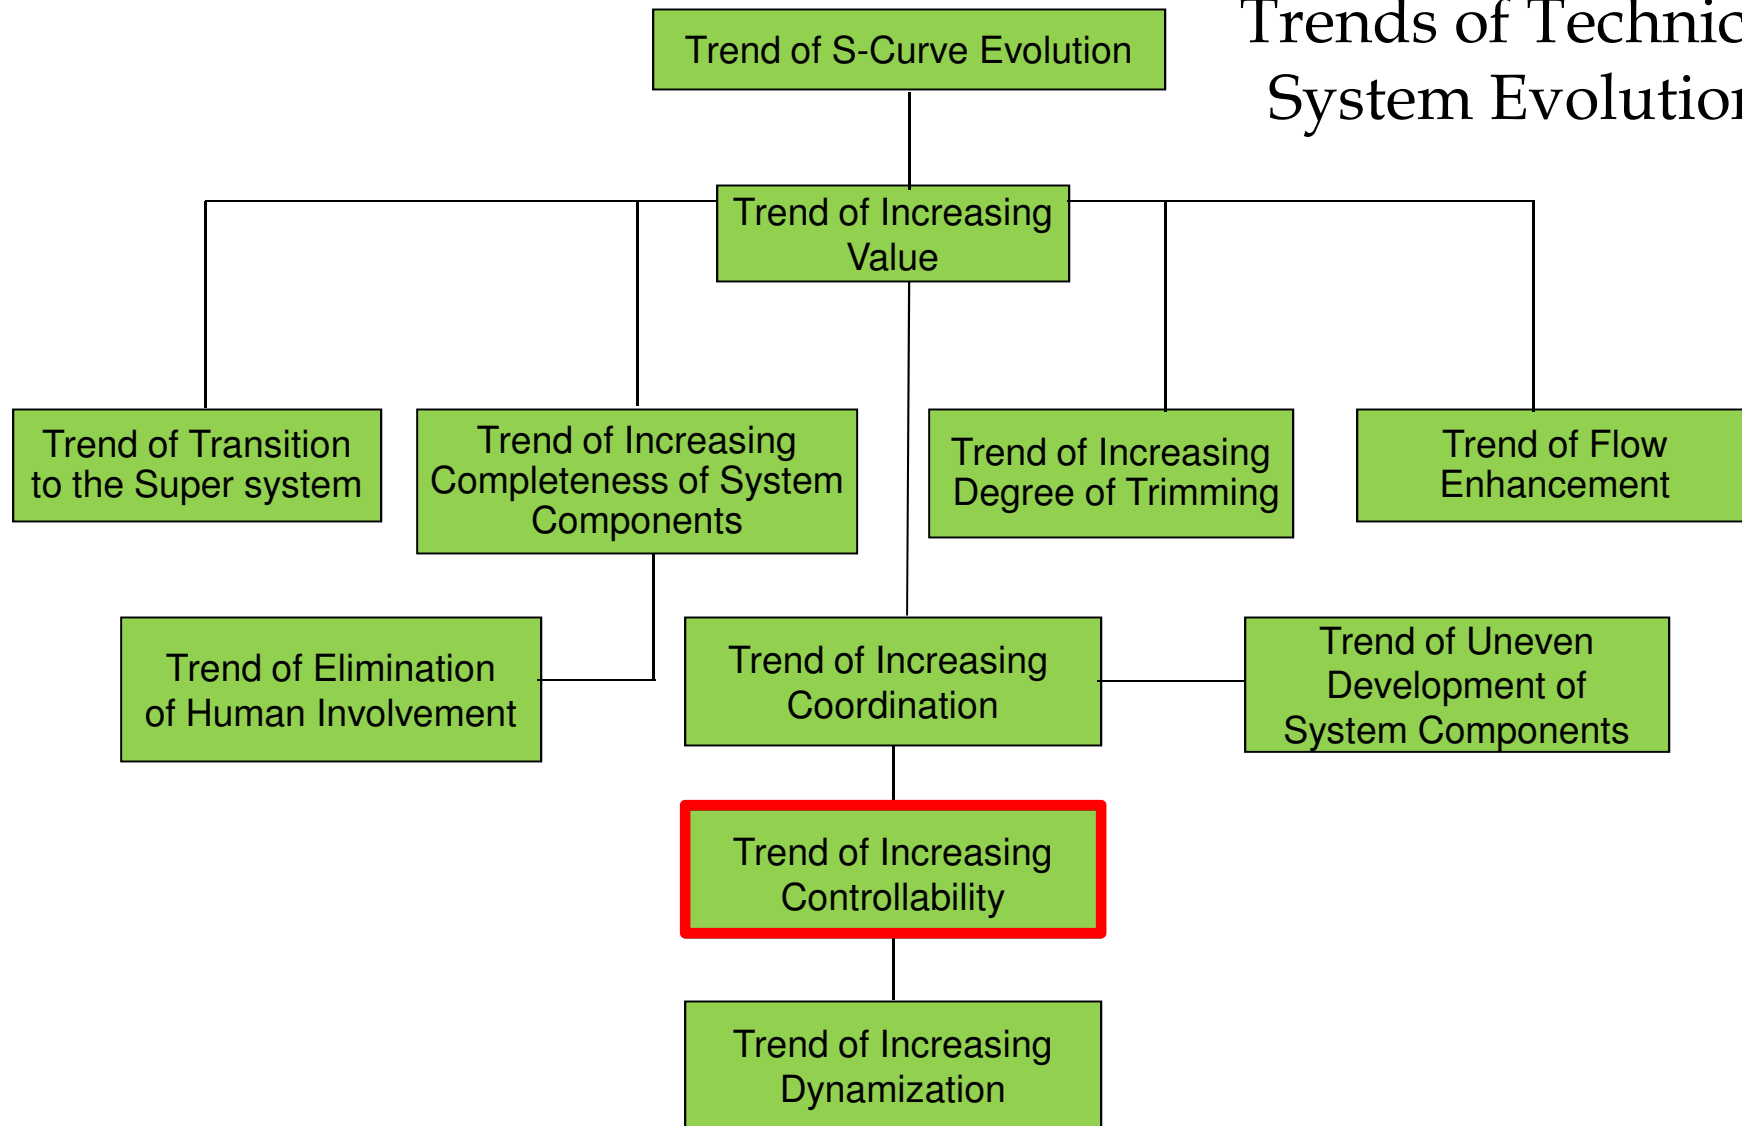 Trends of Technic
System Evolution
Trend of S-Curve Evolution
Trend of Increasing
Value
Trend of Transition
to the Super system
Trend of Increasing
Completeness of System
Components
Trend of Increasing
Degree of Trimming
Trend of Flow
Enhancement
Trend of Elimination
of Human Involvement
Trend of Increasing
Coordination
Trend of Uneven
Development of
System Components
Trend of Increasing
Controllability
Trend of Increasing
Dynamization